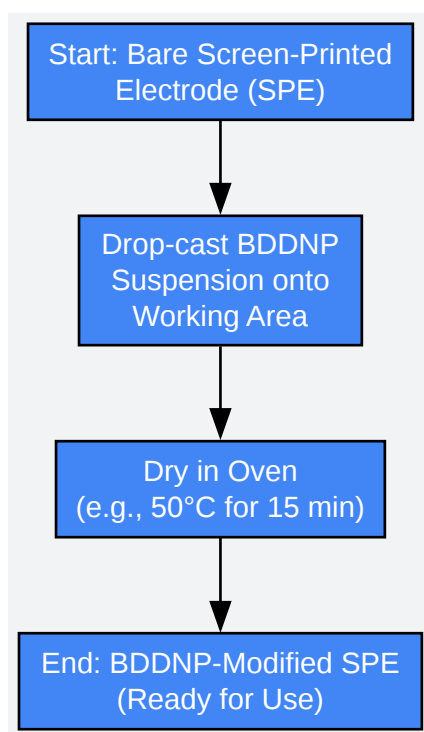 Start: Bare Screen-Printed
Electrode (SPE)
Drop-cast BDDNP
Suspension onto
Working Area
Dry in Oven
(e.g., 50°C for 15 min)
End: BDDNP-Modified SPE
(Ready for Use)